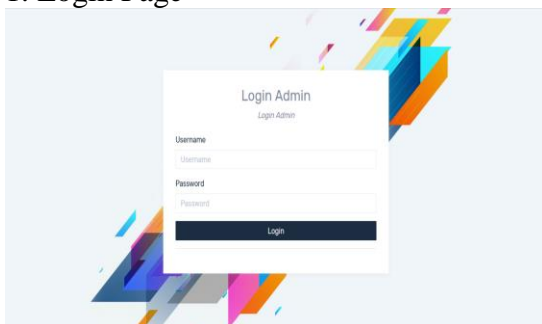 1. Login Page
Login Admin
Login Admin
Username
Username
Password
Password
Login